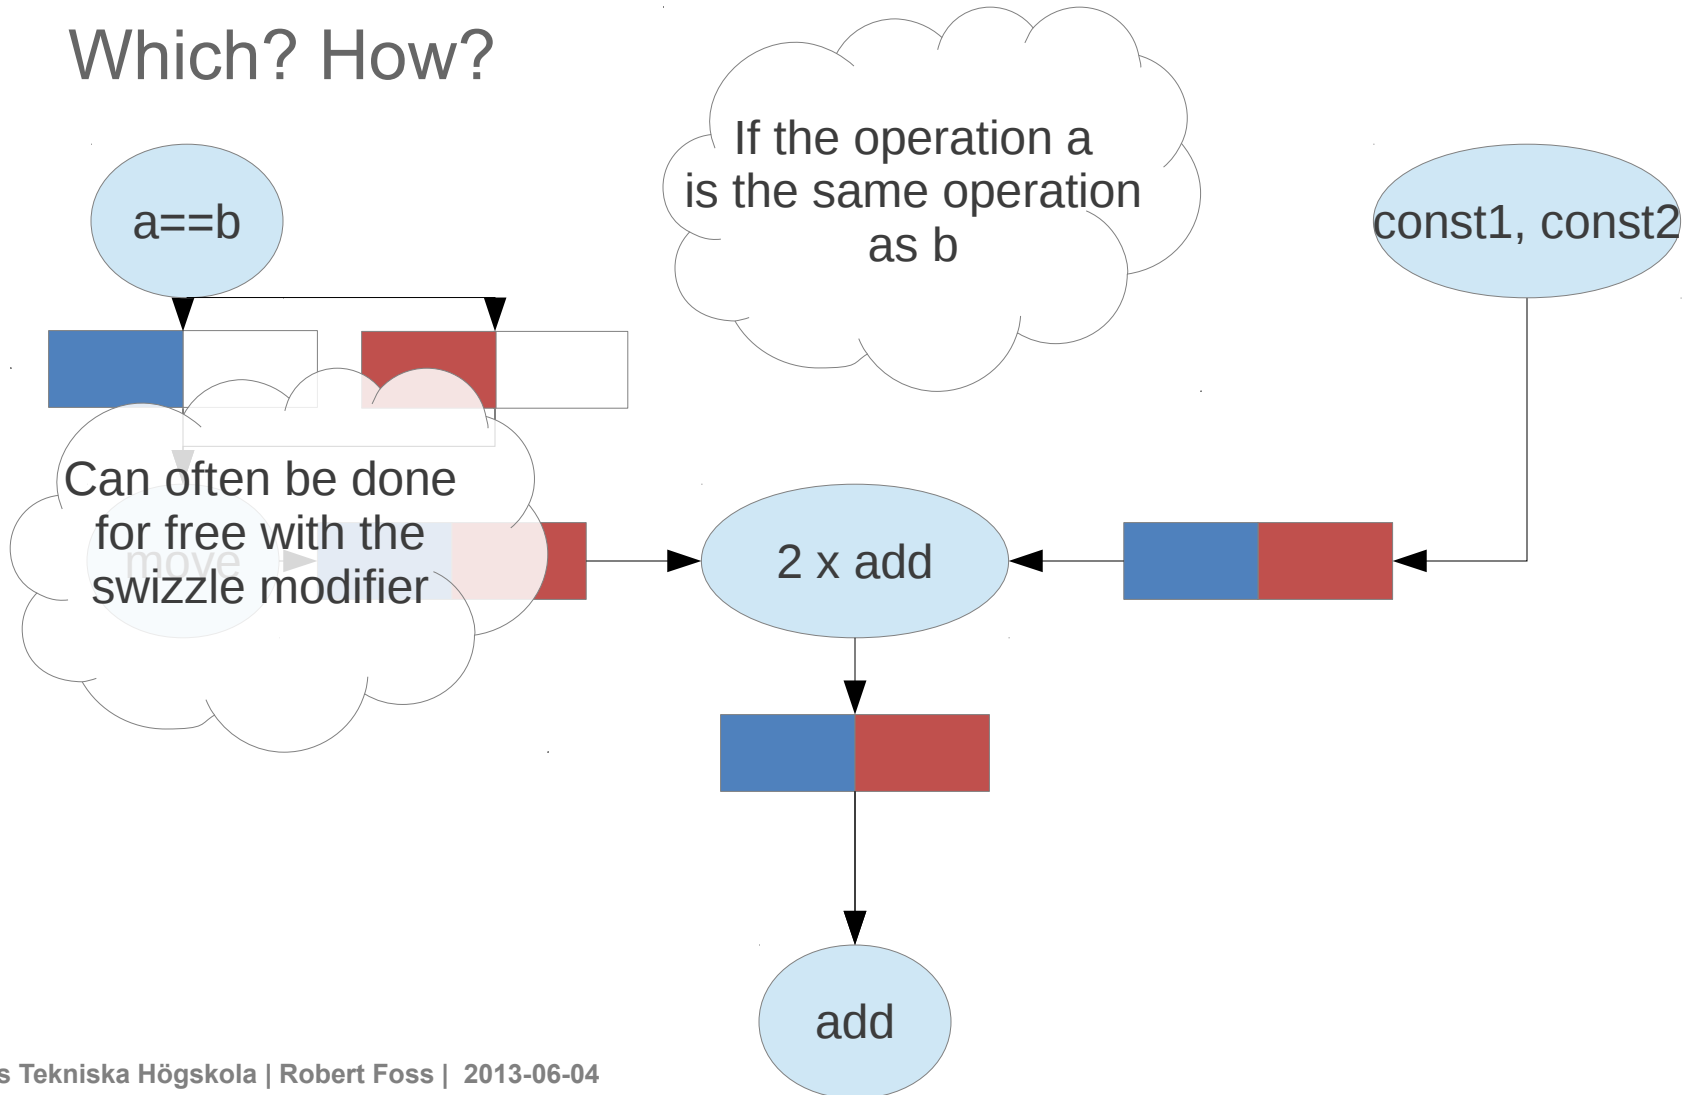 Which? How?
If the operation a
is the same operation
as b
a==b
const1, const2
Can often be done
for free with the
swizzle modifier
move
2 x add
add
s Tekniska Högskola | Robert Foss | 2013-06-04